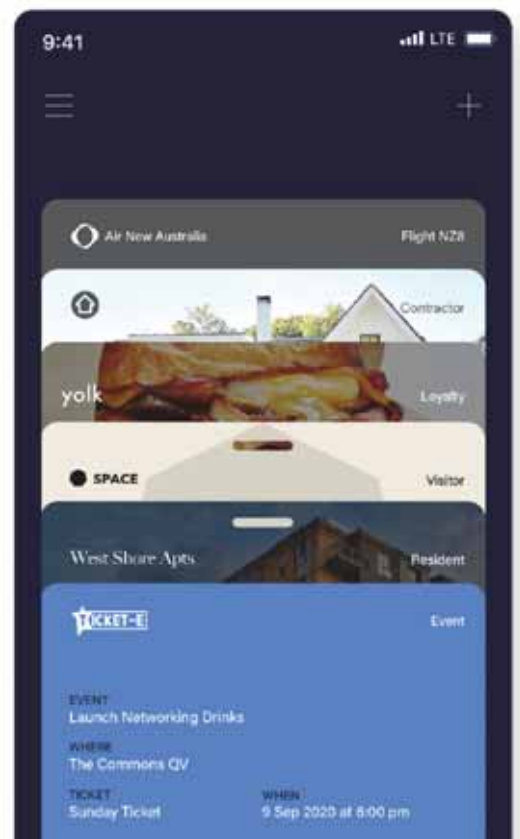 9:41 LTE
Air New Australia Flight NZ8
Contractor
yolk Loyalty
SPACE Visitor
West Shore Apts Resident
TICKET-E Event
EVENT
Launch Networking Drinks
WHERE
The Commons QV
TICKET WHEN
Sunday Ticket 9 Sep 2020 at 6:00 pm